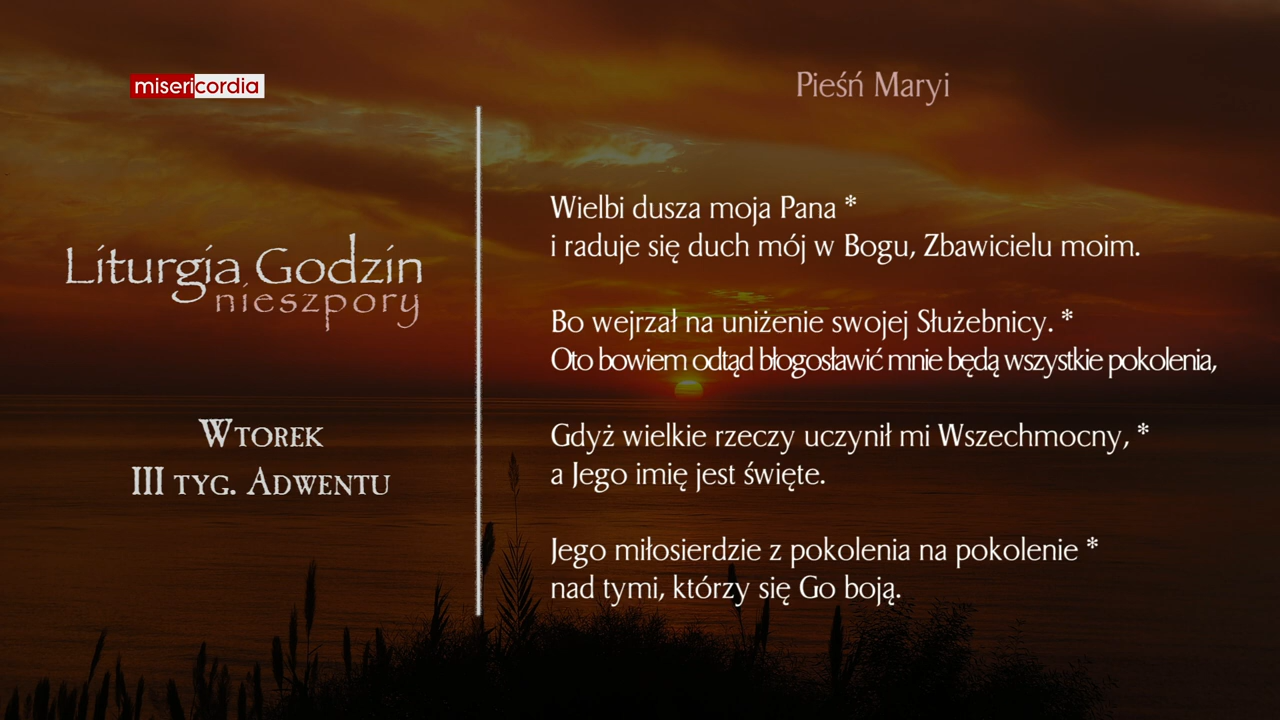 misericordia
Liturgia Godzin
nieszpory
Wtorek
III tyg. Adwentu
Pieśń Maryi
Wielbi dusza moja Pana *
i raduje się duch mój w Bogu, Zbawicielu moim.
Bo wejrzał na uniżenie swojej Służebnicy. *
Oto bowiem odtąd błogosławić mnie będą wszystkie pokolenia,
Gdyż wielkie rzeczy uczynił mi Wszechmocny, *
a Jego imię jest święte.
Jego miłosierdzie z pokolenia na pokolenie *
nad tymi, którzy się Go boją.